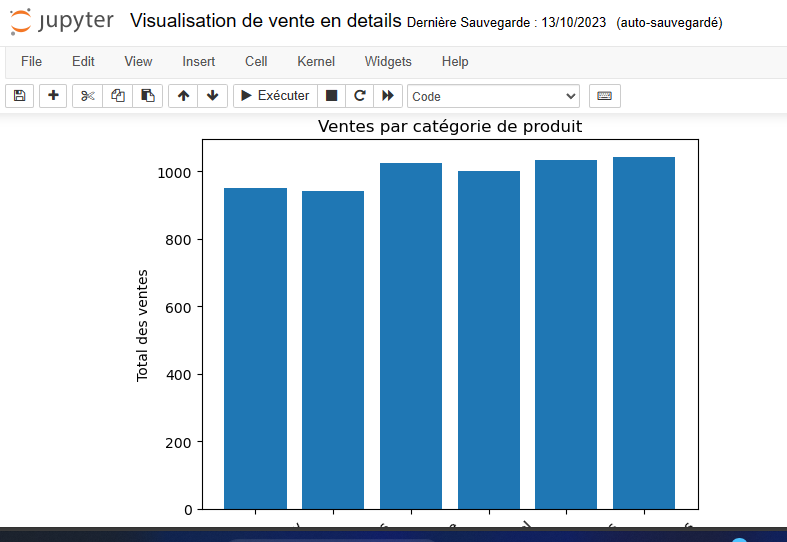 jupyter Visualisation de vente en details Dernière Sauvegarde : 13/10/2023 (auto-sauvegardé)
File Edit View Insert Cell Kernel Widgets Help
Exécuter Code
Ventes par catégorie de produit
1000
800
600
400
200
0
Total des ventes